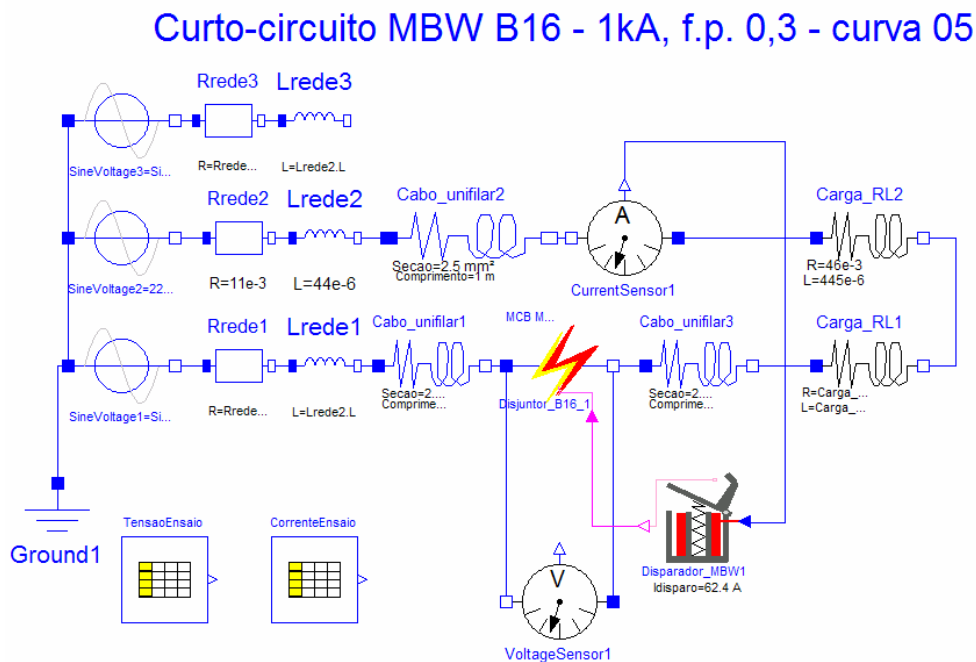 Curto-circuito MBW B16 - 1kA, f.p. 0,3 - curva 05
Rrede3
Lrede3
SineVoltage3=Si...
R=Rrede...
L=Lrede2.L
Rrede2
Lrede2
Cabo_unifilar2
A
Carga_RL2
SineVoltage2=22...
R=11e-3
L=44e-6
Secao=2.5 mm²
Comprimento=1 m
CurrentSensor1
R=46e-3
L=445e-6
Rrede1
Lrede1
Cabo_unifilar1
MCB M...
Cabo_unifilar3
Carga_RL1
SineVoltage1=Si...
R=Rrede...
L=Lrede2.L
Secao=2....
Comprime...
Disjuntor_B16_1
Secao=2....
Comprime...
R=Carga_...
L=Carga_...
Ground1
TensaoEnsaio
CorrenteEnsaio
V
VoltageSensor1
Disparador_MBW1
Idisparo=62.4 A